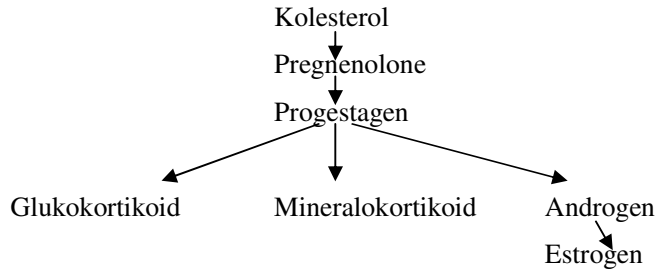 Kolesterol
Pregnenolone
Progestagen
Glukokortikoid Mineralokortikoid Androgen
Estrogen